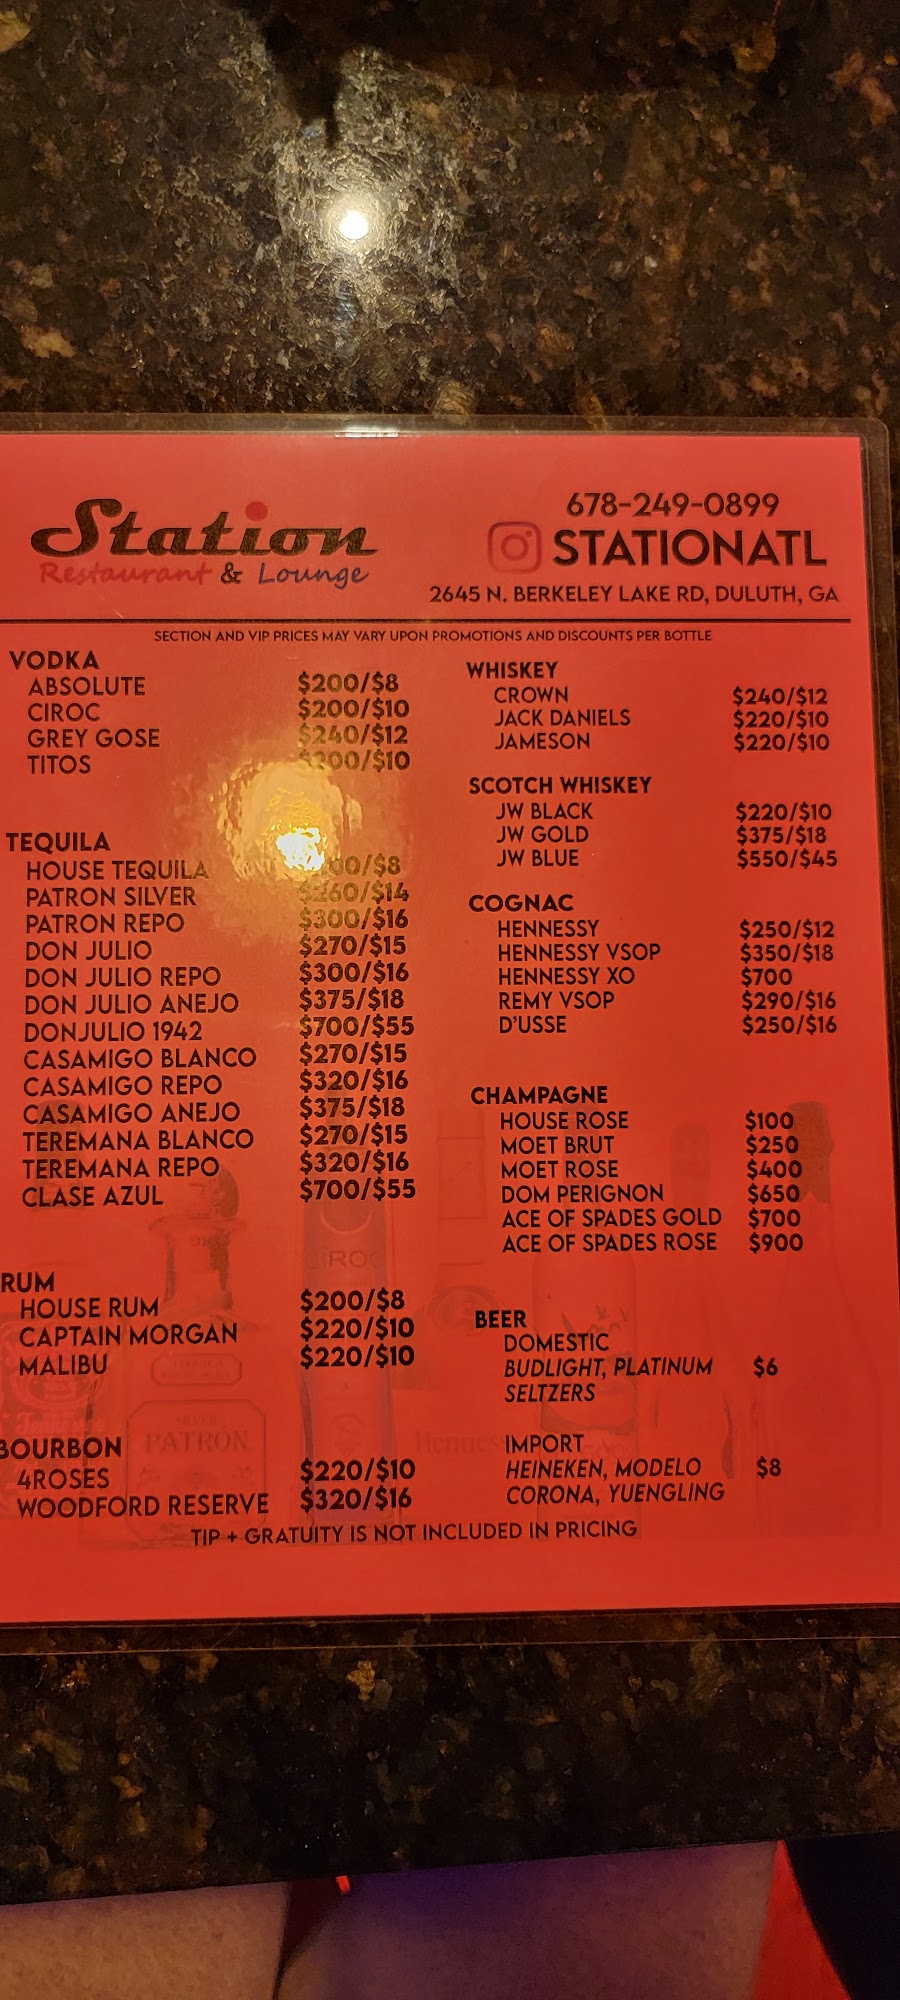 Station
Restaurant & Lounge
678-249-0899
STATIONATL
2645 N. BERKELEY LAKE RD, DULUTH, GA
SECTION AND VIP PRICES MAY VARY UPON PROMOTIONS AND DISCOUNTS PER BOTTLE
VODKA
ABSOLUTE $200/$8
CIROC $200/$10
GREY GOSE $240/$12
TITOS $200/$10
TEQUILA
HOUSE TEQUILA /$8
PATRON SILVER $260/$14
PATRON REPO $300/$16
DON JULIO $270/$15
DON JULIO REPO $300/$16
DON JULIO ANEJO $375/$18
DONJULIO 1942 $700/$55
CASAMIGO BLANCO $270/$15
CASAMIGO REPO $320/$16
CASAMIGO ANEJO $375/$18
TEREMANA BLANCO $270/$15
TEREMANA REPO $320/$16
CLASE AZUL $700/$55
RUM
HOUSE RUM $200/$8
CAPTAIN MORGAN $220/$10
MALIBU $220/$10
BOURBON
4ROSES $220/$10
WOODFORD RESERVE $320/$16
WHISKEY
CROWN $240/$12
JACK DANIELS $220/$10
JAMESON $220/$10
SCOTCH WHISKEY
JW BLACK $220/$10
JW GOLD $375/$18
JW BLUE $550/$45
COGNAC
HENNESSY $250/$12
HENNESSY VSOP $350/$18
HENNESSY XO $700
REMY VSOP $290/$16
D'USSE $250/$16
CHAMPAGNE
HOUSE ROSE $100
MOET BRUT $250
MOET ROSE $400
DOM PERIGNON $650
ACE OF SPADES GOLD $700
ACE OF SPADES ROSE $900
BEER
DOMESTIC
BUDLIGHT, PLATINUM $6
SELTZERS
IMPORT
HEINEKEN, MODELO $8
CORONA, YUENGLING
TIP + GRATUITY IS NOT INCLUDED IN PRICING
CIROC
SILVER
PATRON